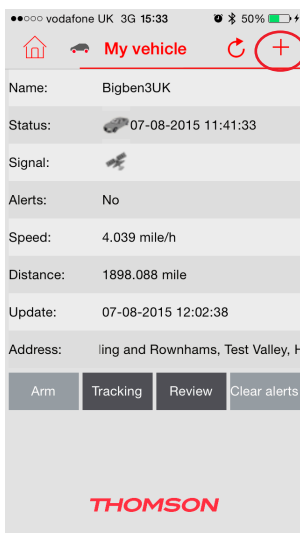 vodafone UK 3G 15:33 50%
My vehicle
Name: Bigben3UK
Status: 07-08-2015 11:41:33
Signal:
Alerts: No
Speed: 4.039 mile/h
Distance: 1898.088 mile
Update: 07-08-2015 12:02:38
Address: ling and Rownhams, Test Valley, H
Arm Tracking Review Clear alerts
THOMSON